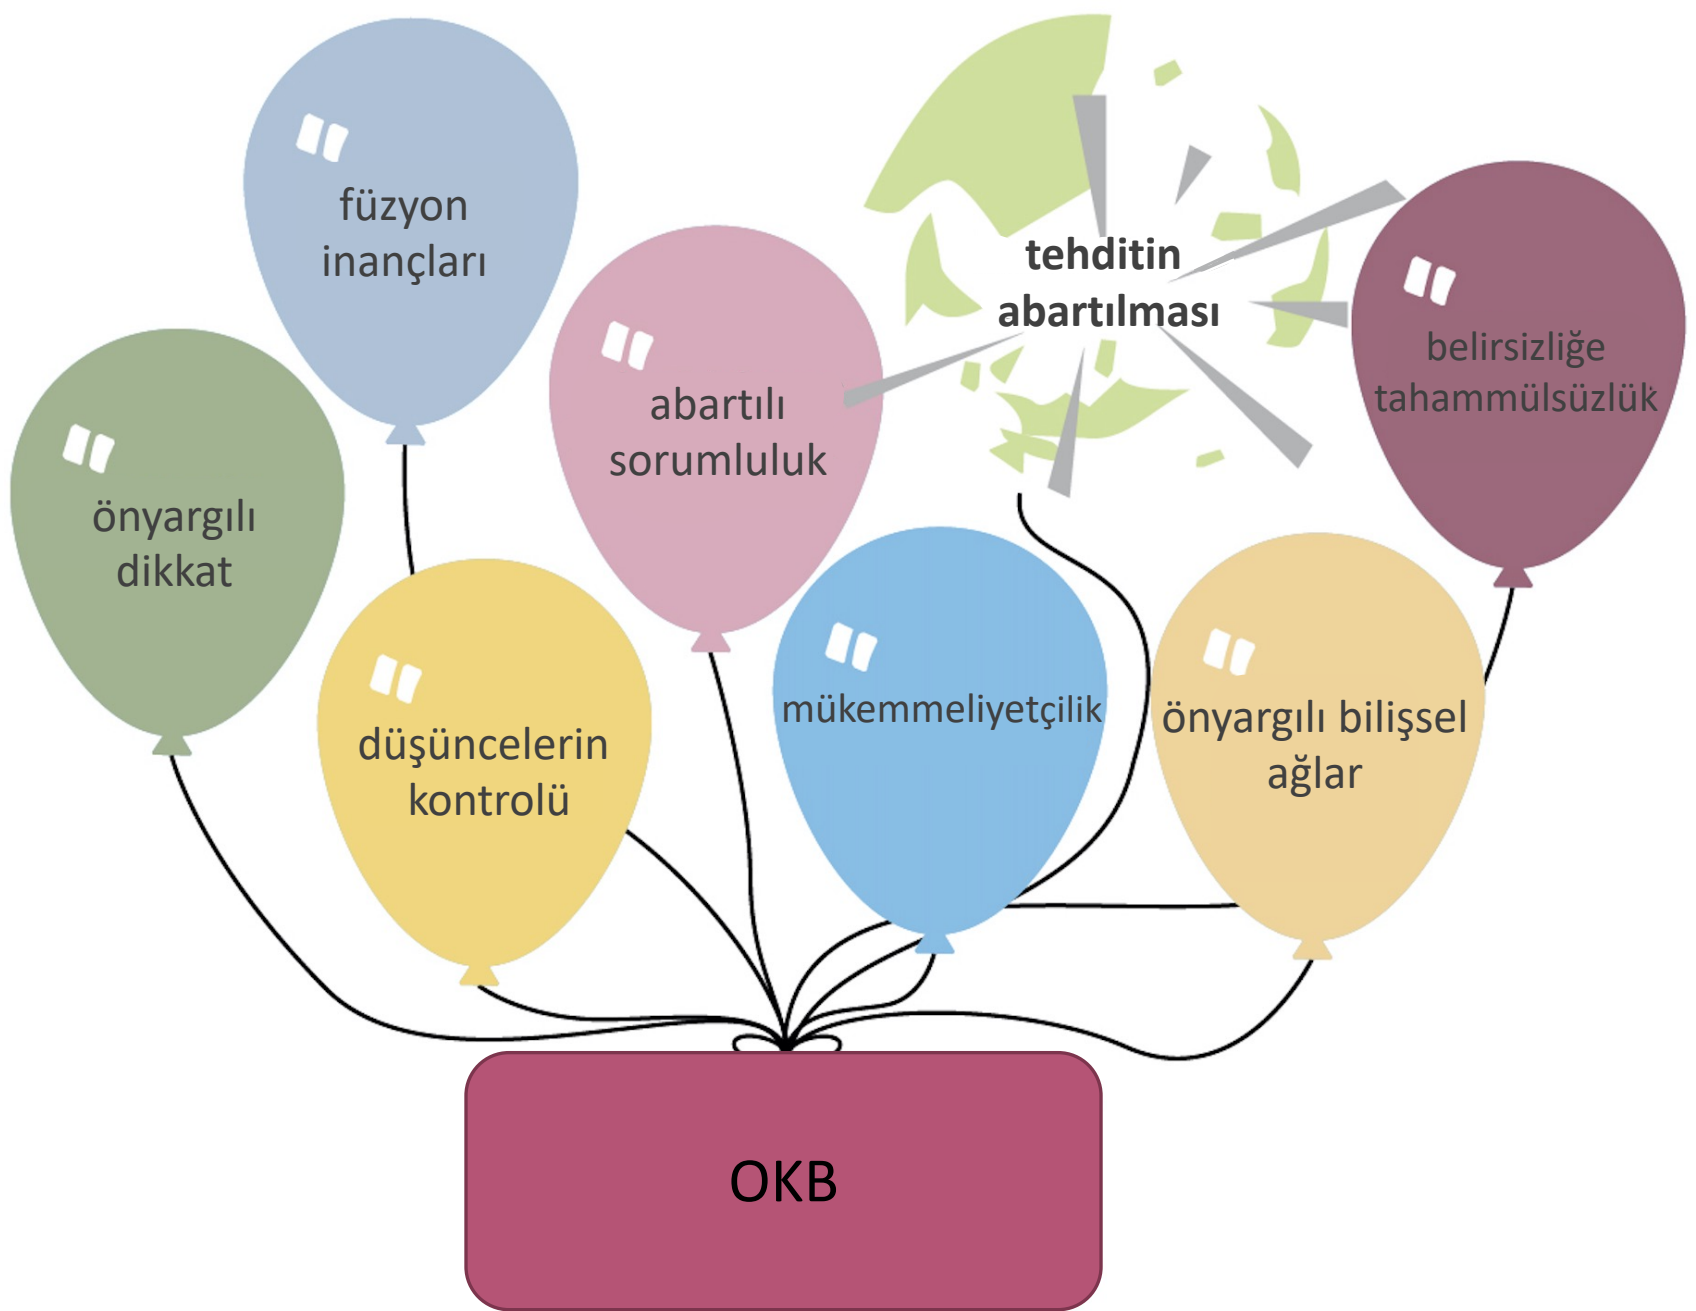 füzyon
inançları
tehditin
abartılması
belirsizliğe
tahammülsüzlük
abartılı
sorumluluk
önyargılı
dikkat
düşüncelerin
kontrolü
mükemmeliyetçilik
önyargılı bilişsel
ağlar
OKB